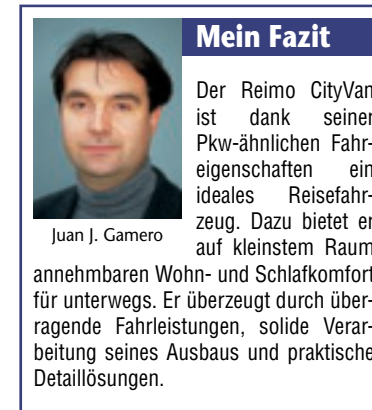 Mein Fazit
Der Reimo CityVan
ist dank seiner
Pkw-ähnlichen Fahr-
eigenschaften ein
ideales Reisefahr-
zeug. Dazu bietet er
auf kleinstem Raum
Juan J. Gamero
annehmbaren Wohn- und Schlafkomfort
für unterwegs. Er überzeugt durch über-
ragende Fahrleistungen, solide Verar-
beitung seines Ausbaus und praktische
Detaillösungen.